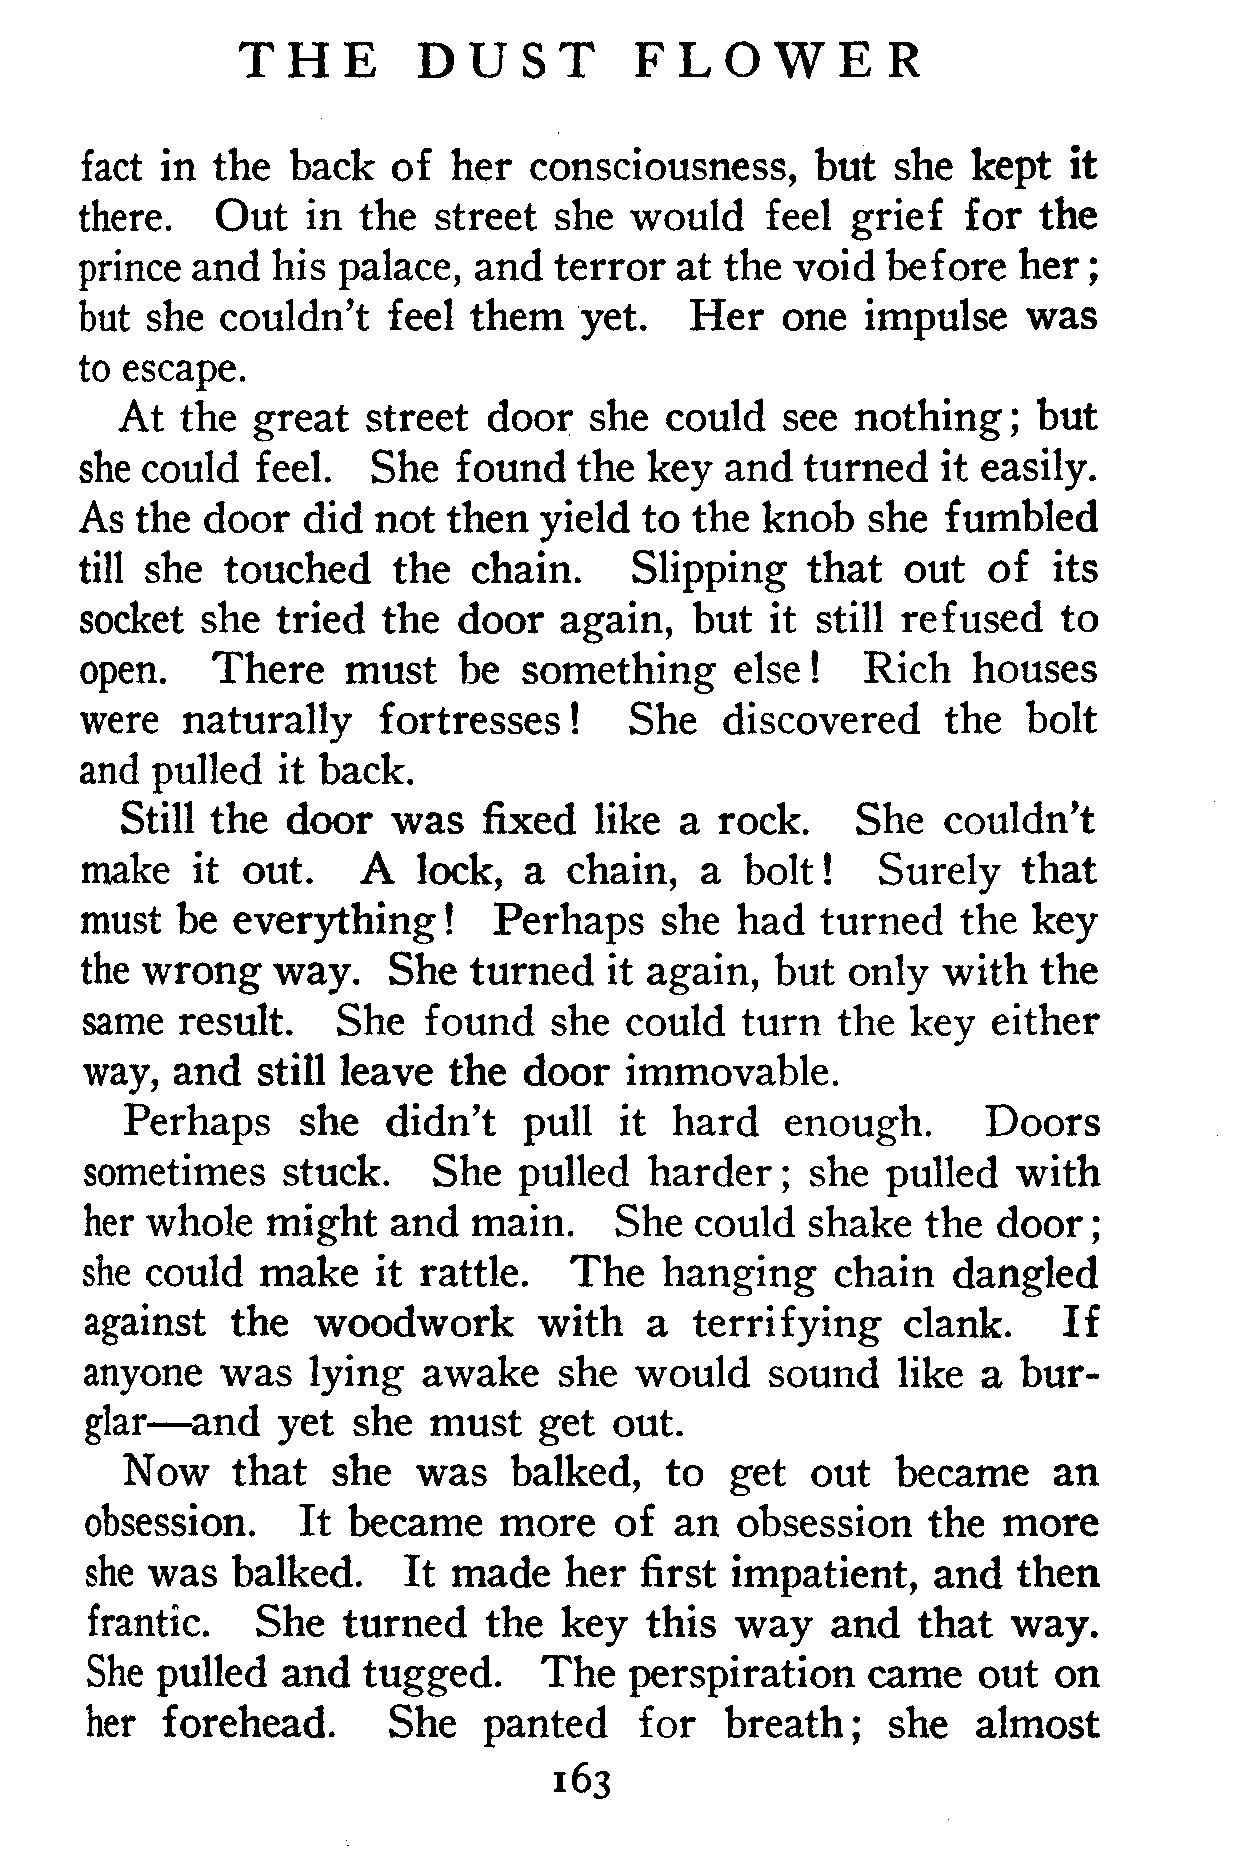 THE DUST FLOWER
fact in the back of her consciousness, but she kept it
there. Out in the street she would feel grief for the
prince and his palace, and terror at the void before her;
but she couldn't feel them yet. Her one impulse was
to escape.
At the great street door she could see nothing; but
she could feel. She found the key and turned it easily.
As the door did not then yield to the knob she fumbled
till she touched the chain. Slipping that out of its
socket she tried the door again, but it still refused to
open. There must be something else! Rich houses
were naturally fortresses! She discovered the bolt
and pulled it back.
Still the door was fixed like a rock. She couldn't
make it out. A lock, a chain, a bolt! Surely that
must be everything! Perhaps she had turned the key
the wrong way. She turned it again, but only with the
same result. She found she could turn the key either
way, and still leave the door immovable.
Perhaps she didn't pull it hard enough. Doors
sometimes stuck. She pulled harder; she pulled with
her whole might and main. She could shake the door;
she could make it rattle. The hanging chain dangled
against the woodwork with a terrifying clank. If
anyone was lying awake she would sound like a bur-
glar—and yet she must get out.
Now that she was balked, to get out became an
obsession. It became more of an obsession the more
she was balked. It made her first impatient, and then
frantic. She turned the key this way and that way.
She pulled and tugged. The perspiration came out on
her forehead. She panted for breath; she almost
163